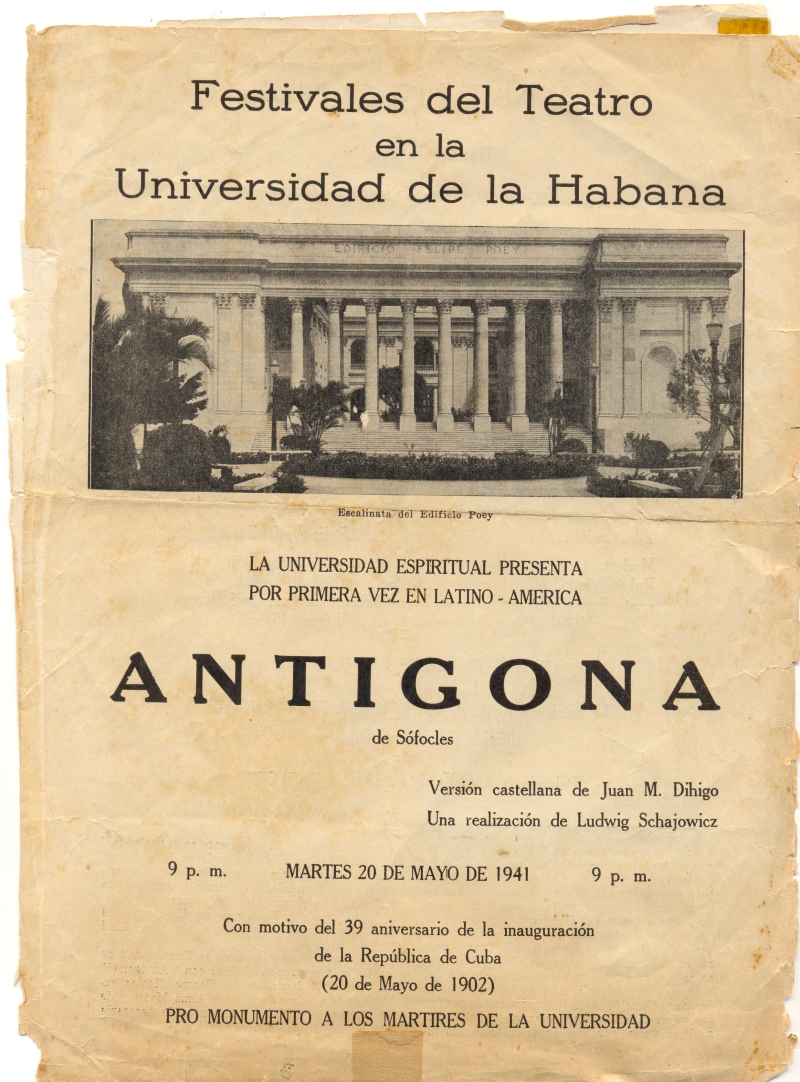 Festivales del Teatro
en la
Universidad de la Habana
EDIFICIO FELIPE POEY
Escalinata del Edificio Poey
LA UNIVERSIDAD ESPIRITUAL PRESENTA
POR PRIMERA VEZ EN LATINO - AMERICA
ANTIGONA
de Sófocles
Versión castellana de Juan M. Dihigo
Una realización de Ludwig Schajowicz
9 p. m. MARTES 20 DE MAYO DE 1941 9 p. m.
Con motivo del 39 aniversario de la inauguración
de la República de Cuba
(20 de Mayo de 1902)
PRO MONUMENTO A LOS MARTIRES DE LA UNIVERSIDAD